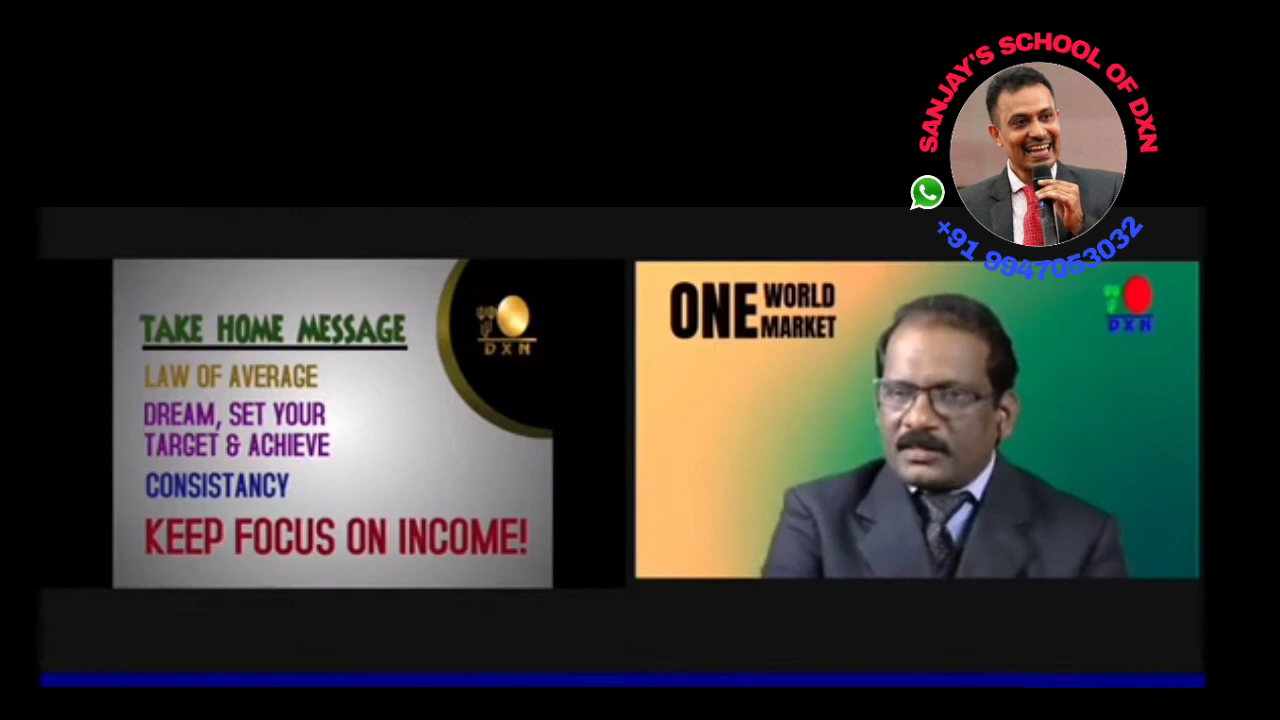 SANJAY'S SCHOOL OF DXN
+91 9947053032
TAKE HOME MESSAGE
LAW OF AVERAGE
DREAM, SET YOUR
TARGET & ACHIEVE
CONSISTANCY
KEEP FOCUS ON INCOME!
DXN
ONE WORLD
MARKET
DXN